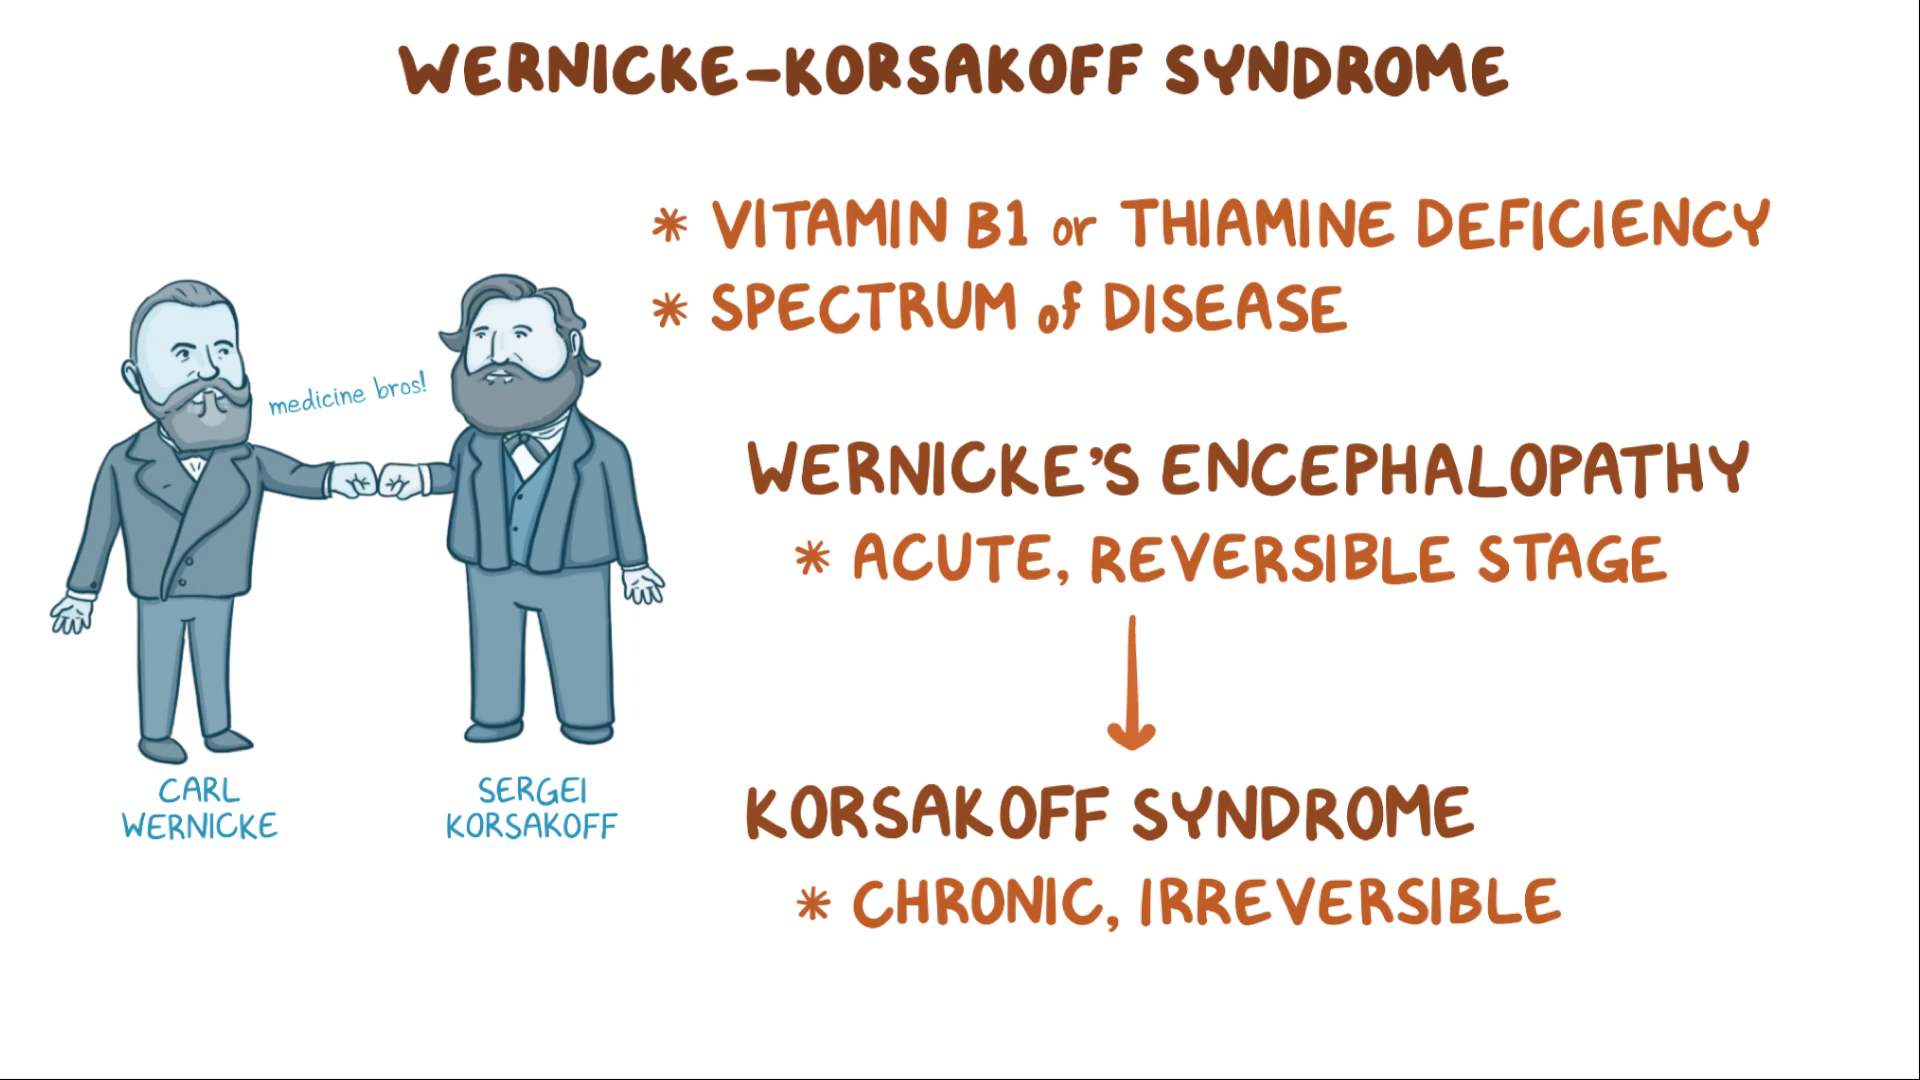 WERNICKE-KORSAKOFF SYNDROME
* VITAMIN B1 or THIAMINE DEFICIENCY
* SPECTRUM of DISEASE
medicine bros!
WERNICKE'S ENCEPHALOPATHY
* ACUTE, REVERSIBLE STAGE
KORSAKOFF SYNDROME
* CHRONIC, IRREVERSIBLE
CARL
WERNICKE
SERGEI
KORSAKOFF